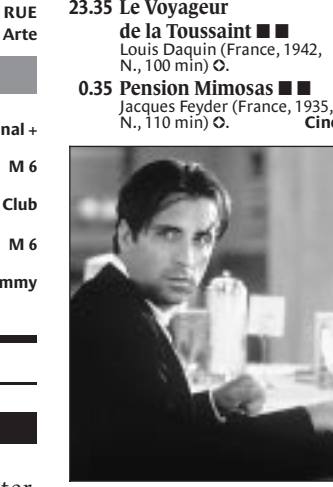 RUE
Arte
nal +
M 6
Club
M 6
mmy
ter
23.35 Le Voyageur
de la Toussaint ■ ■
Louis Daquin (France, 1942,
N., 100 min) ✪.
0.35 Pension Mimosas ■ ■
Jacques Feyder (France, 1935,
N., 110 min) ✪. Cine